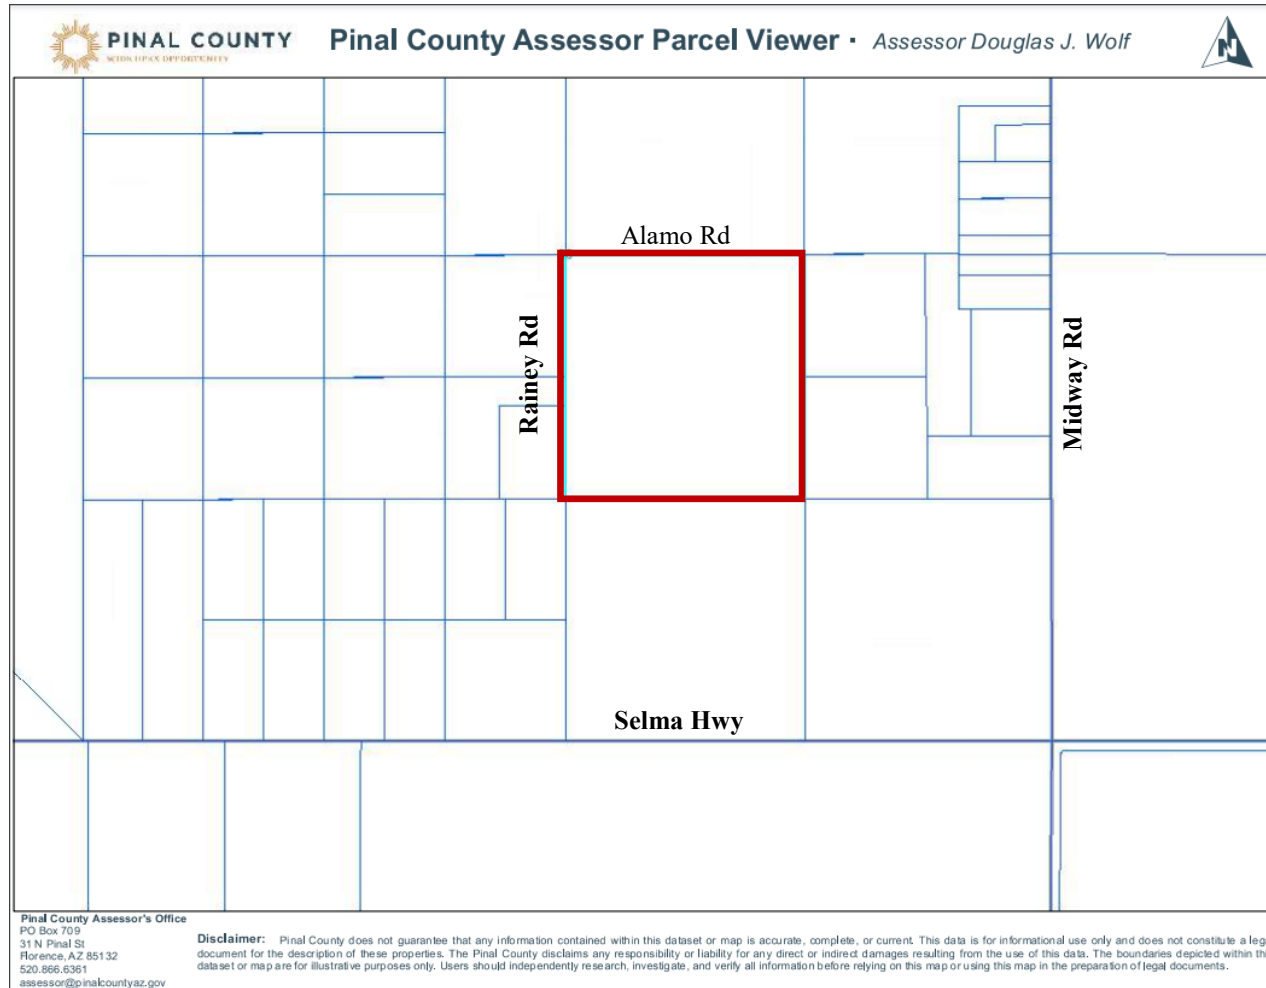 PINAL COUNTY
WIDE OPEN OPPORTUNITY
Pinal County Assessor Parcel Viewer · Assessor Douglas J. Wolf
N
Alamo Rd
Rainey Rd
Midway Rd
Selma Hwy
Pinal County Assessor's Office
PO Box 709
31 N Pinal St
Florence, AZ 85132
520.866.6361
assessor@pinalcountyaz.gov
Disclaimer: Pinal County does not guarantee that any information contained within this dataset or map is accurate, complete, or current. This data is for informational use only and does not constitute a leg
document for the description of these properties. The Pinal County disclaims any responsibility or liability for any direct or indirect damages resulting from the use of this data. The boundaries depicted within th
dataset or map are for illustrative purposes only. Users should independently research, investigate, and verify all information before relying on this map or using this map in the preparation of legal documents.